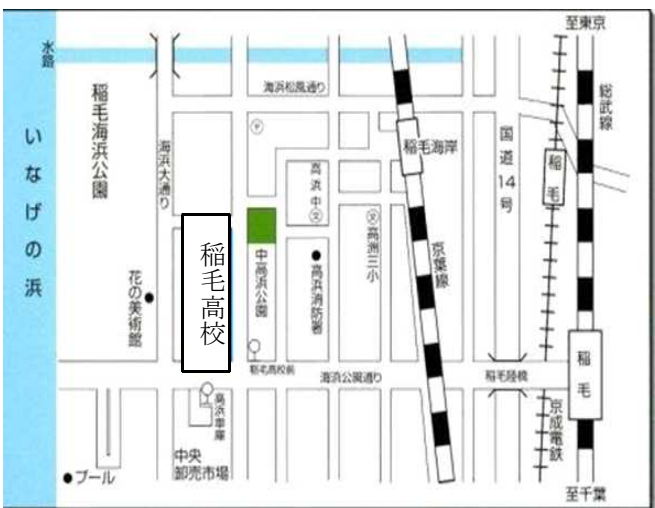 至東京
水路
総武線
海浜松風通り
稲毛海浜公園
いなげの浜
海浜大通り
〒
高浜中
文
稲毛海岸
国道14号
稲毛
文
高洲三小
京葉線
稲毛高校
中高浜公園
高浜消防署
花の美術館
稲毛高校前
海浜公園通り
稲毛陸橋
稲毛
高浜車庫
京成電鉄
中央
卸売市場
プール
至千葉